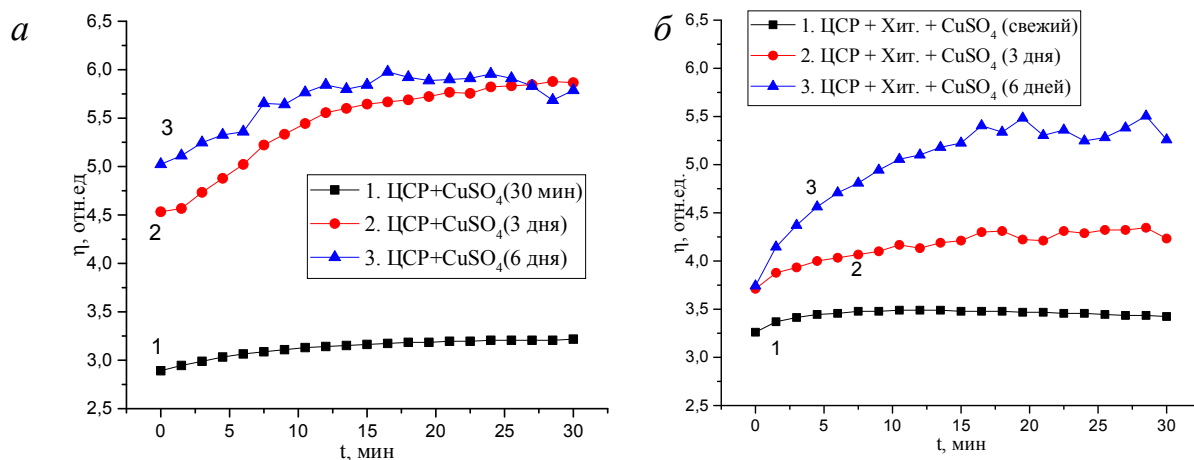 а
6,5
6,0
5,5
5,0
4,5
4,0
3,5
3,0
2,5
η, отн.ед
3
2
1
1. ЦСР+CuSO4(30 мин)
2. ЦСР+CuSO4(3 дня)
3. ЦСР+CuSO4(6 дня)
0 5 10 15 20 25 30
t, мин
б
6,5
6,0
5,5
5,0
4,5
4,0
3,5
3,0
2,5
η, отн.ед.
1. ЦСР + Хит. + CuSO4 (свежий)
2. ЦСР + Хит. + CuSO4 (3 дня)
3. ЦСР + Хит. + CuSO4 (6 дней)
3
2
1
0 5 10 15 20 25 30
t, мин